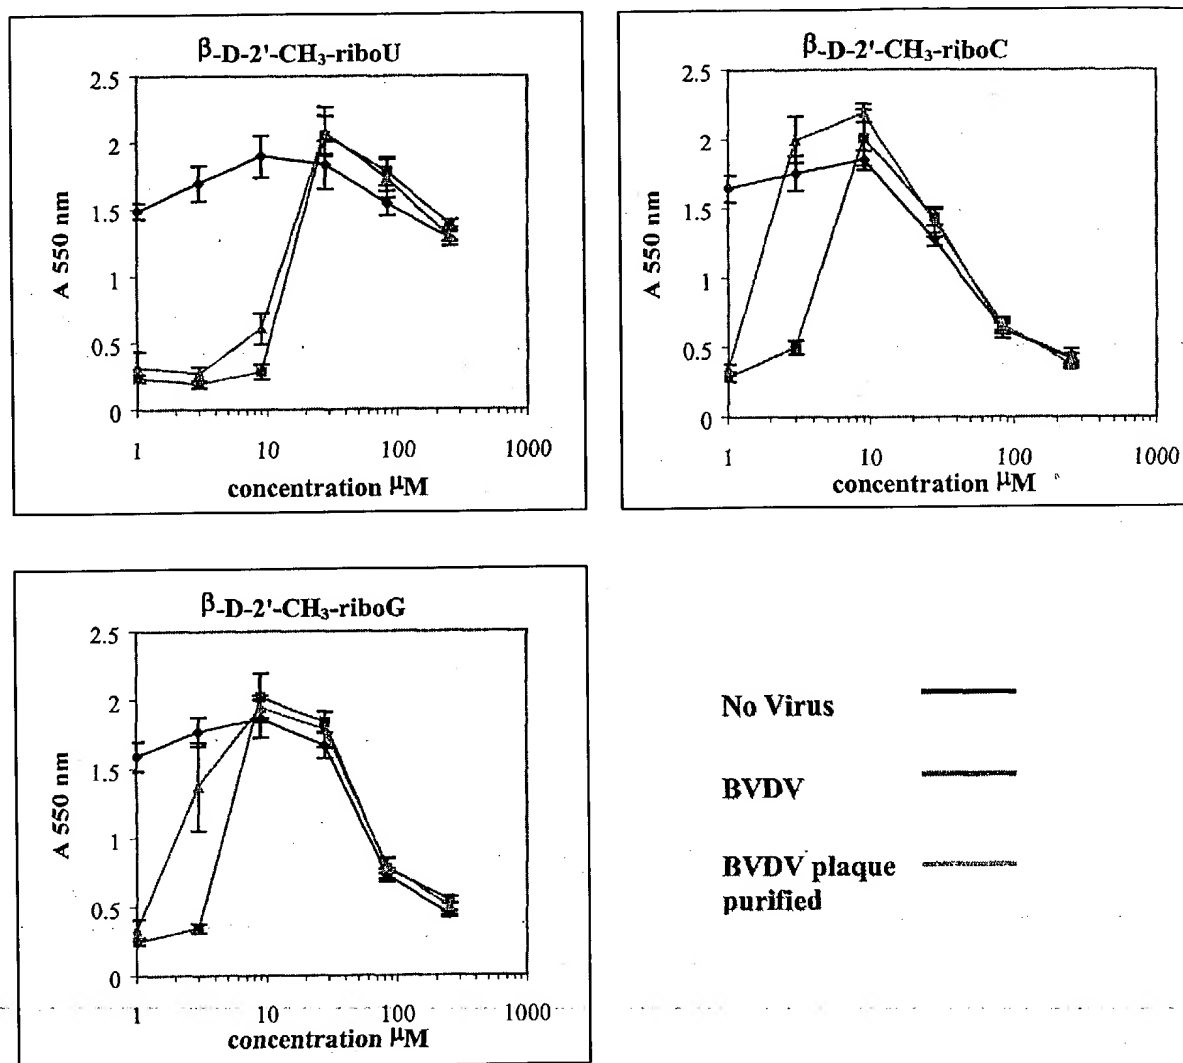 β-D-2'-CH₃-riboU
2.5
2
1.5
1
0.5
0
A 550 nm
1 10 100 1000
concentration μM
β-D-2'-CH₃-riboC
2.5
2
1.5
1
0.5
0
A 550 nm
1 10 100 1000
concentration μM
β-D-2'-CH₃-riboG
2.5
2
1.5
1
0.5
0
A 550 nm
1 10 100 1000
concentration μM
No Virus
BVDV
BVDV plaque
purified